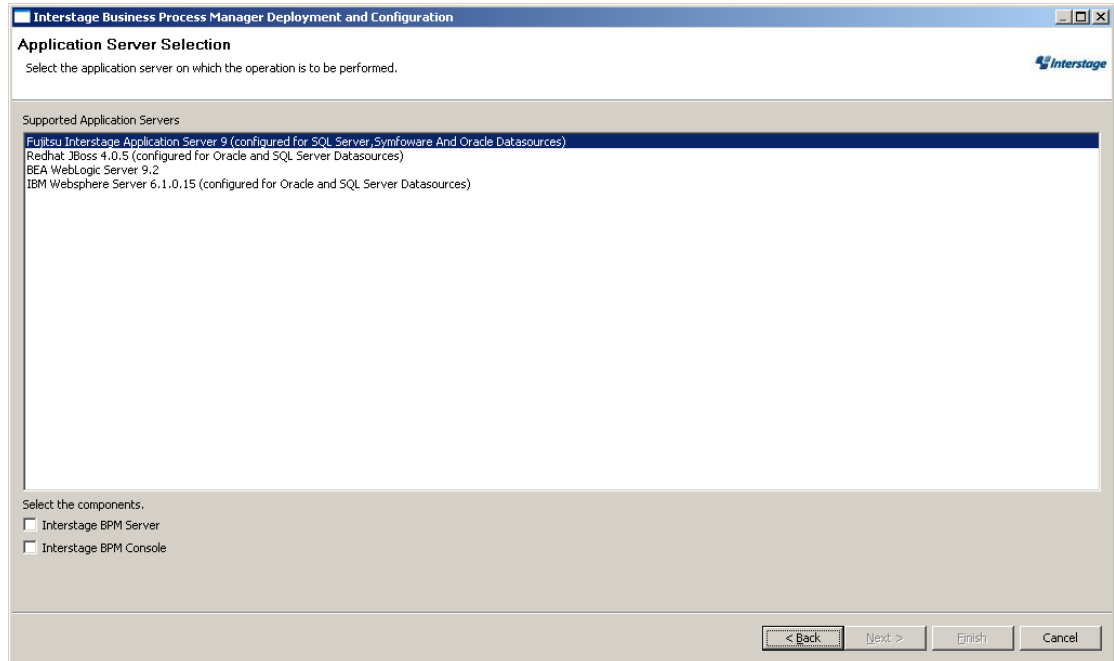 Interstage Business Process Manager Deployment and Configuration
Application Server Selection
Select the application server on which the operation is to be performed.
Interstage
Supported Application Servers
Fujitsu Interstage Application Server 9 (configured for SQL Server,Symfoware And Oracle Datasources)
Redhat JBoss 4.0.5 (configured for Oracle and SQL Server Datasources)
BEA WebLogic Server 9.2
IBM Websphere Server 6.1.0.15 (configured for Oracle and SQL Server Datasources)
Select the components.
Interstage BPM Server
Interstage BPM Console
< Back Next > Finish Cancel